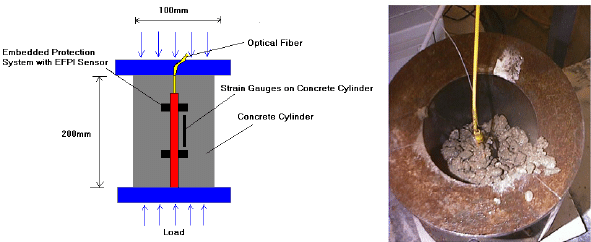 100mm
Optical Fiber
Embedded Protection
System with EFPI Sensor
Strain Gauges on Concrete Cylinder
Concrete Cylinder
200mm
Load